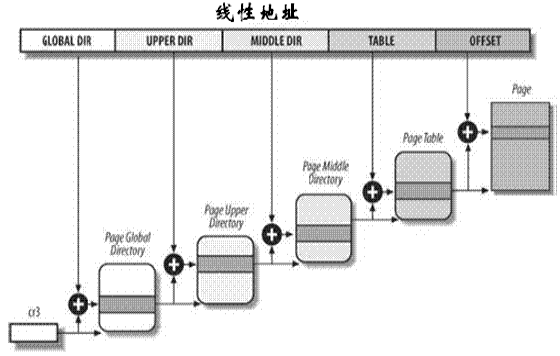 线性地址
GLOBAL DIR UPPER DIR MIDDLE DIR TABLE OFFSET
Page
Page Table
Page Middle
Directory
Page Upper
Directory
Page Global
Directory
cr3